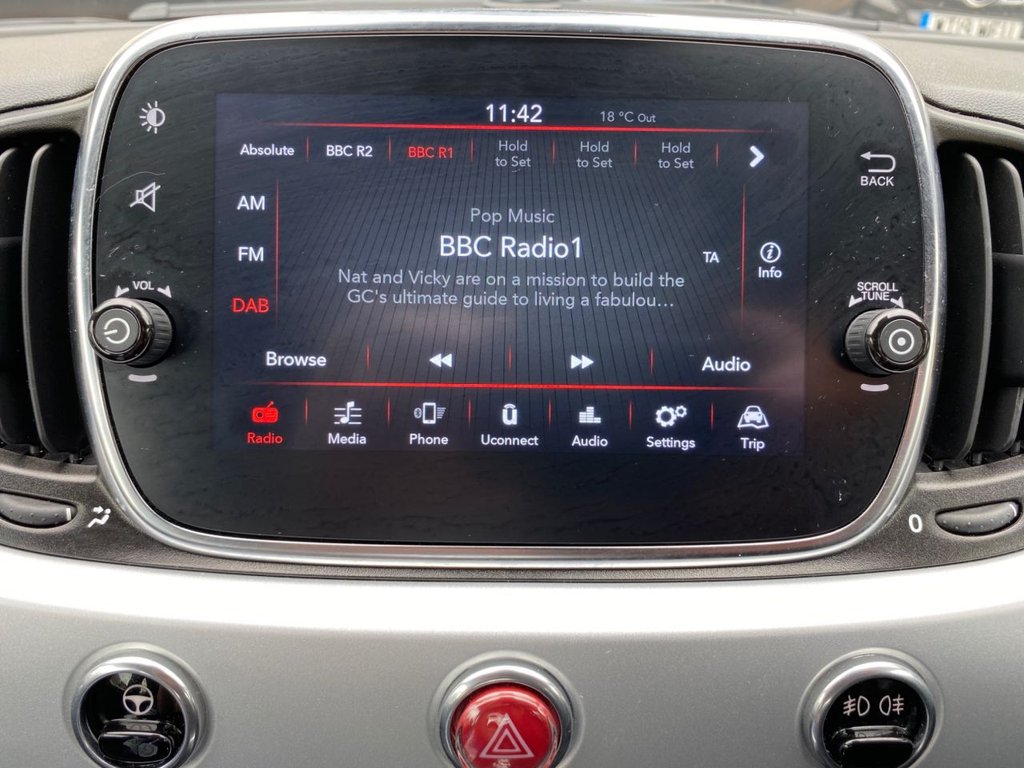 11:42
18 °C Out
Absolute
BBC R2
BBC R1
Hold
to Set
Hold
to Set
Hold
to Set
BACK
AM
FM
DAB
Pop Music
BBC Radio1
Nat and Vicky are on a mission to build the
GC's ultimate guide to living a fabulou...
TA
i
Info
VOL
SCROLL
TUNE
Browse
Audio
Radio
Media
Phone
Uconnect
Audio
Settings
Trip
0